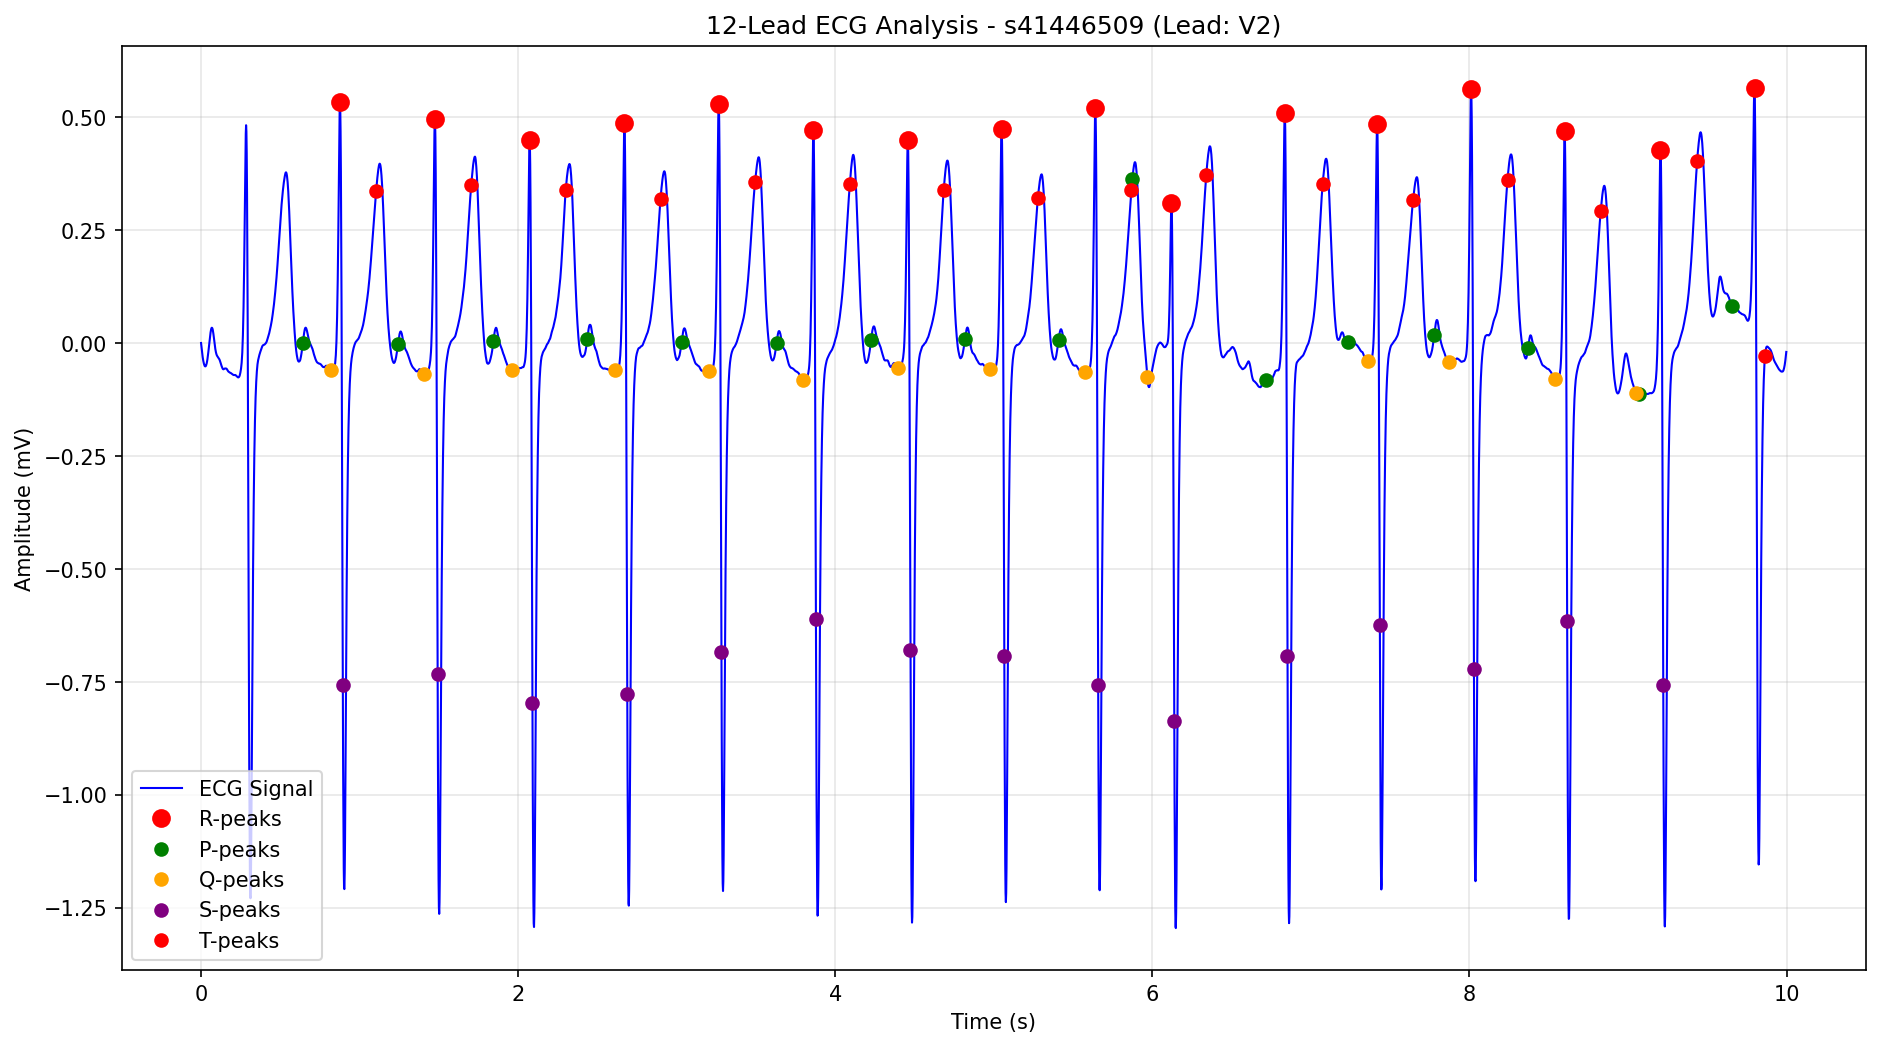 12-Lead ECG Analysis - s41446509 (Lead: V2)
Amplitude (mV)
0.50
0.25
0.00
−0.25
−0.50
−0.75
−1.00
−1.25
ECG Signal
R-peaks
P-peaks
Q-peaks
S-peaks
T-peaks
0 2 4 6 8 10
Time (s)